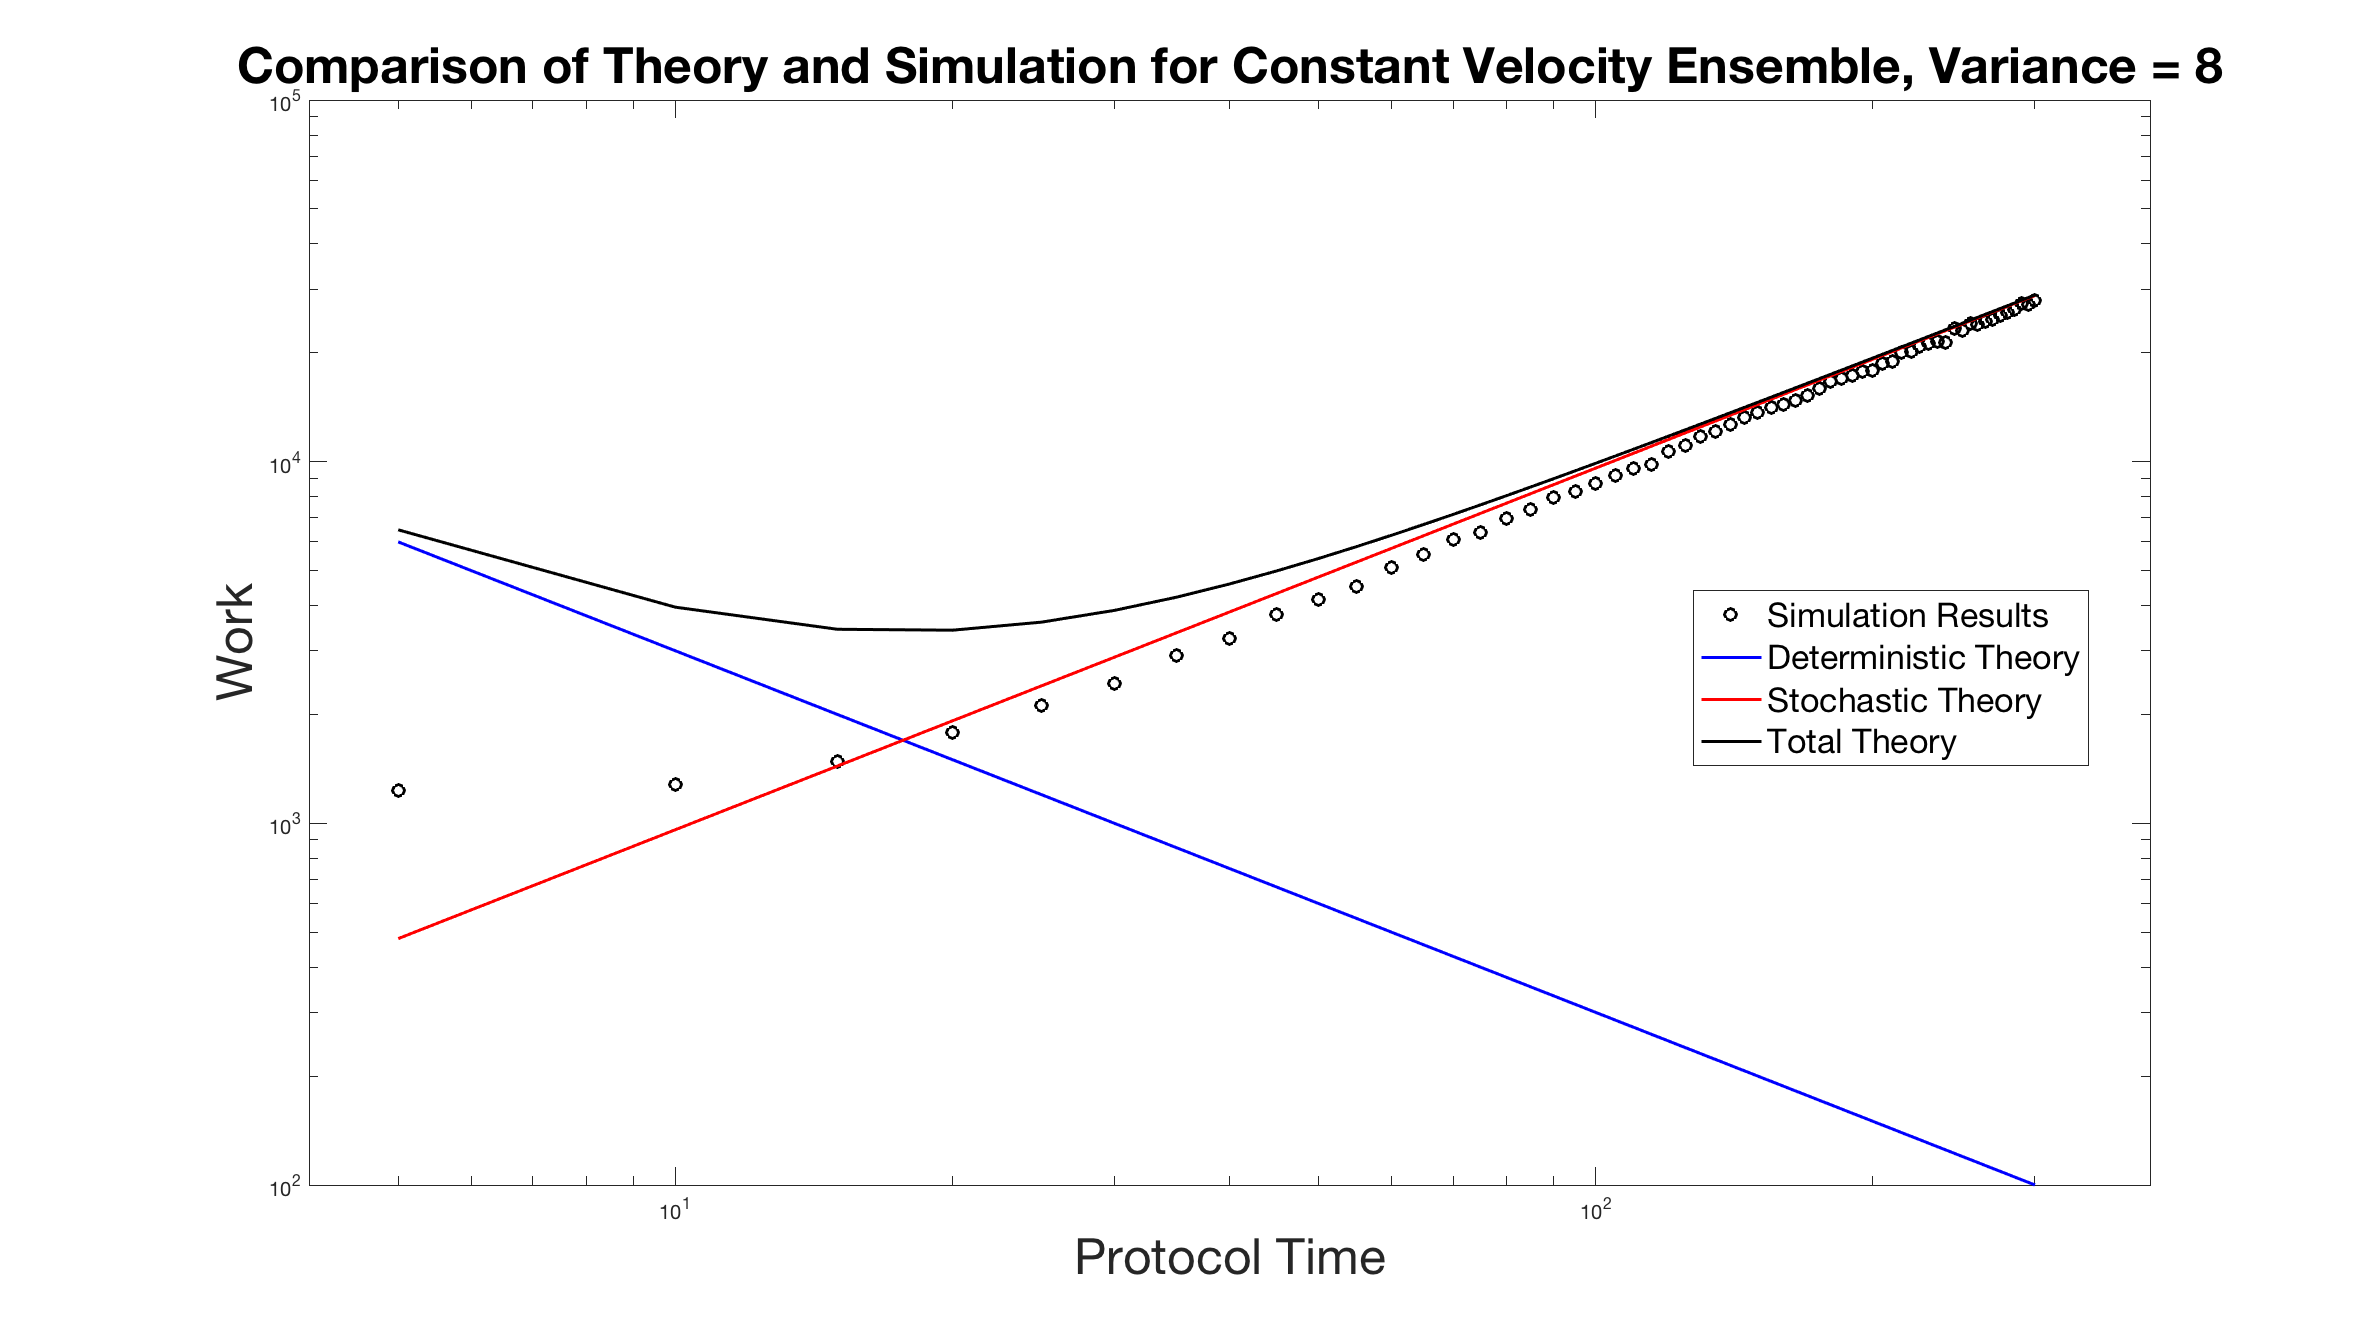 Comparison of Theory and Simulation for Constant Velocity Ensemble, Variance = 8
10^5
10^4
10^3
10^2
Work
Simulation Results
Deterministic Theory
Stochastic Theory
Total Theory
10^1
10^2
Protocol Time